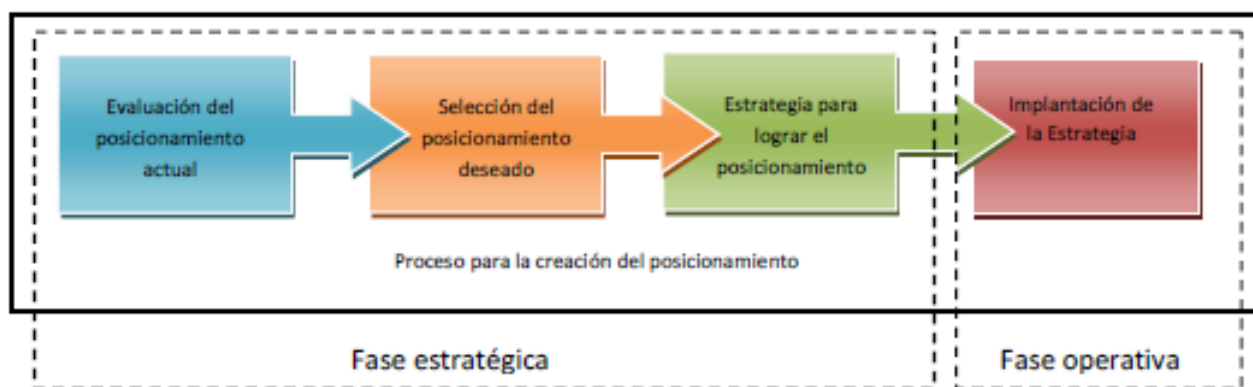 Evaluación del
posicionamiento
actual
Selección del
posicionamiento
deseado
Estrategia para
lograr el
posicionamiento
Implantación de
la Estrategia
Proceso para la creación del posicionamiento
Fase estratégica
Fase operativa